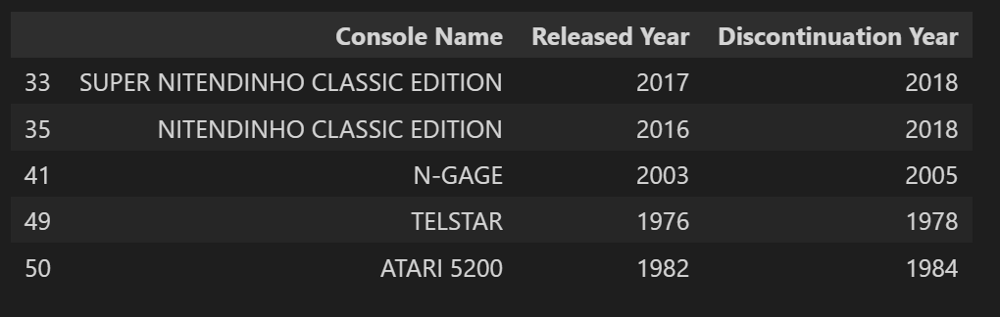 Console Name Released Year Discontinuation Year
33 SUPER NITENDINHO CLASSIC EDITION 2017 2018
35 NITENDINHO CLASSIC EDITION 2016 2018
41 N-GAGE 2003 2005
49 TELSTAR 1976 1978
50 ATARI 5200 1982 1984